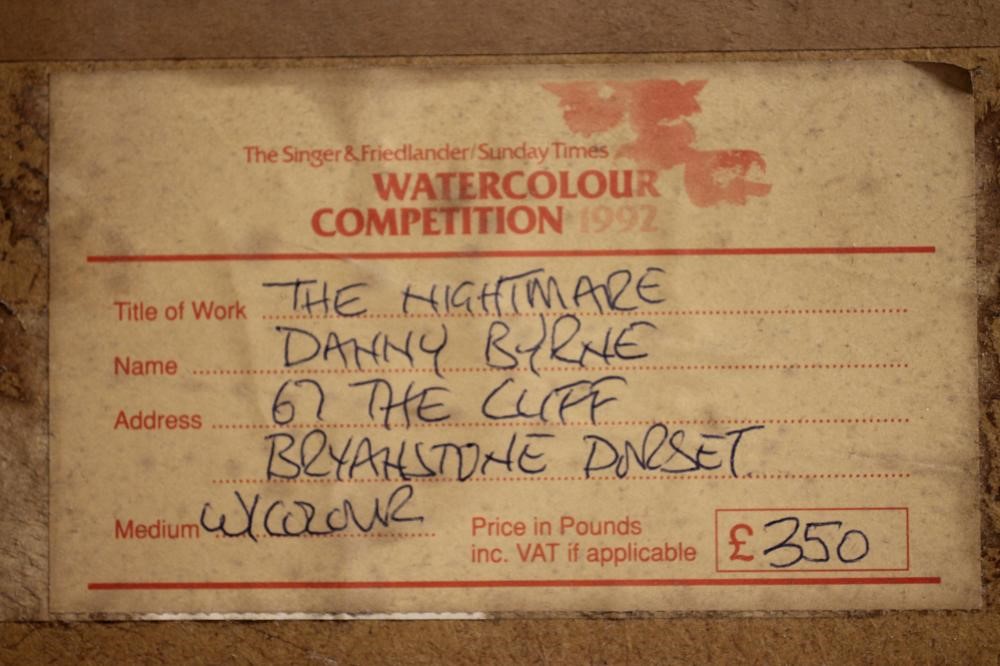 The Singer & Friedlander/Sunday Times
WATERCOLOUR
COMPETITION 1992
Title of Work THE NIGHTMARE
Name DANNY BYRNE
Address 67 THE CLIFF
BRYANSTONE DORSET.
Medium W/COLOUR
Price in Pounds
inc. VAT if applicable £350